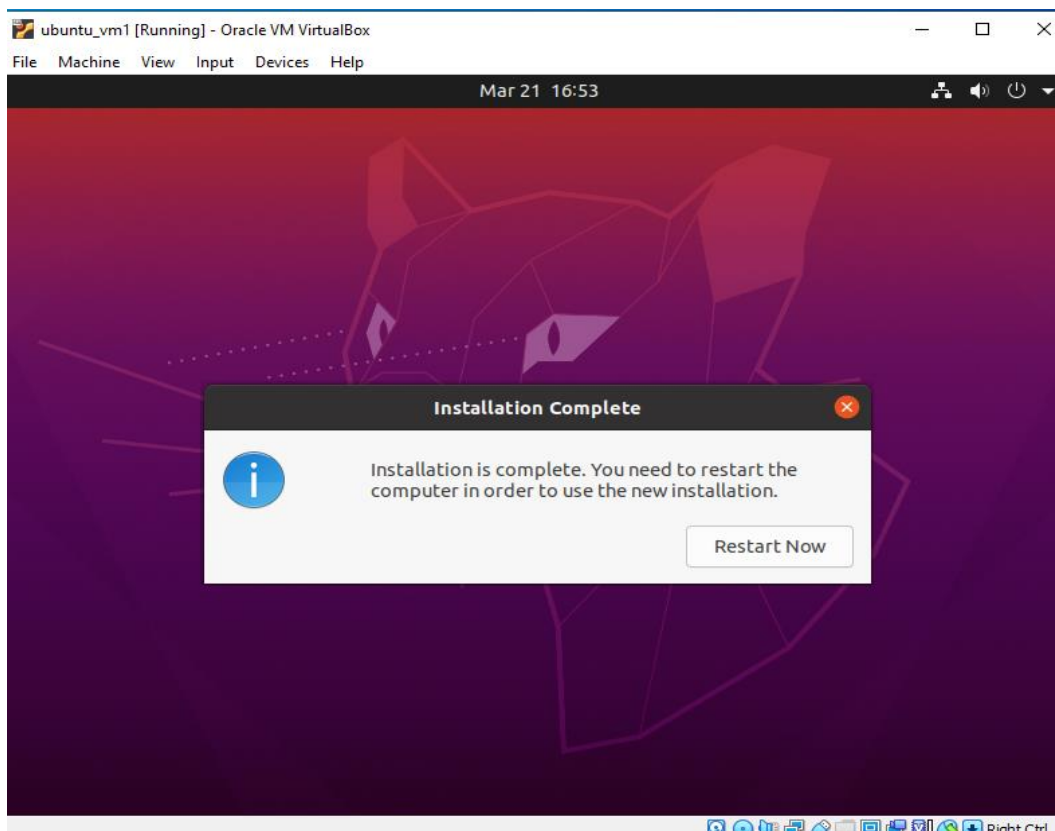 ubuntu_vm1 [Running] - Oracle VM VirtualBox
File Machine View Input Devices Help
Mar 21 16:53
Installation Complete
Installation is complete. You need to restart the
computer in order to use the new installation.
Restart Now
Right Ctrl